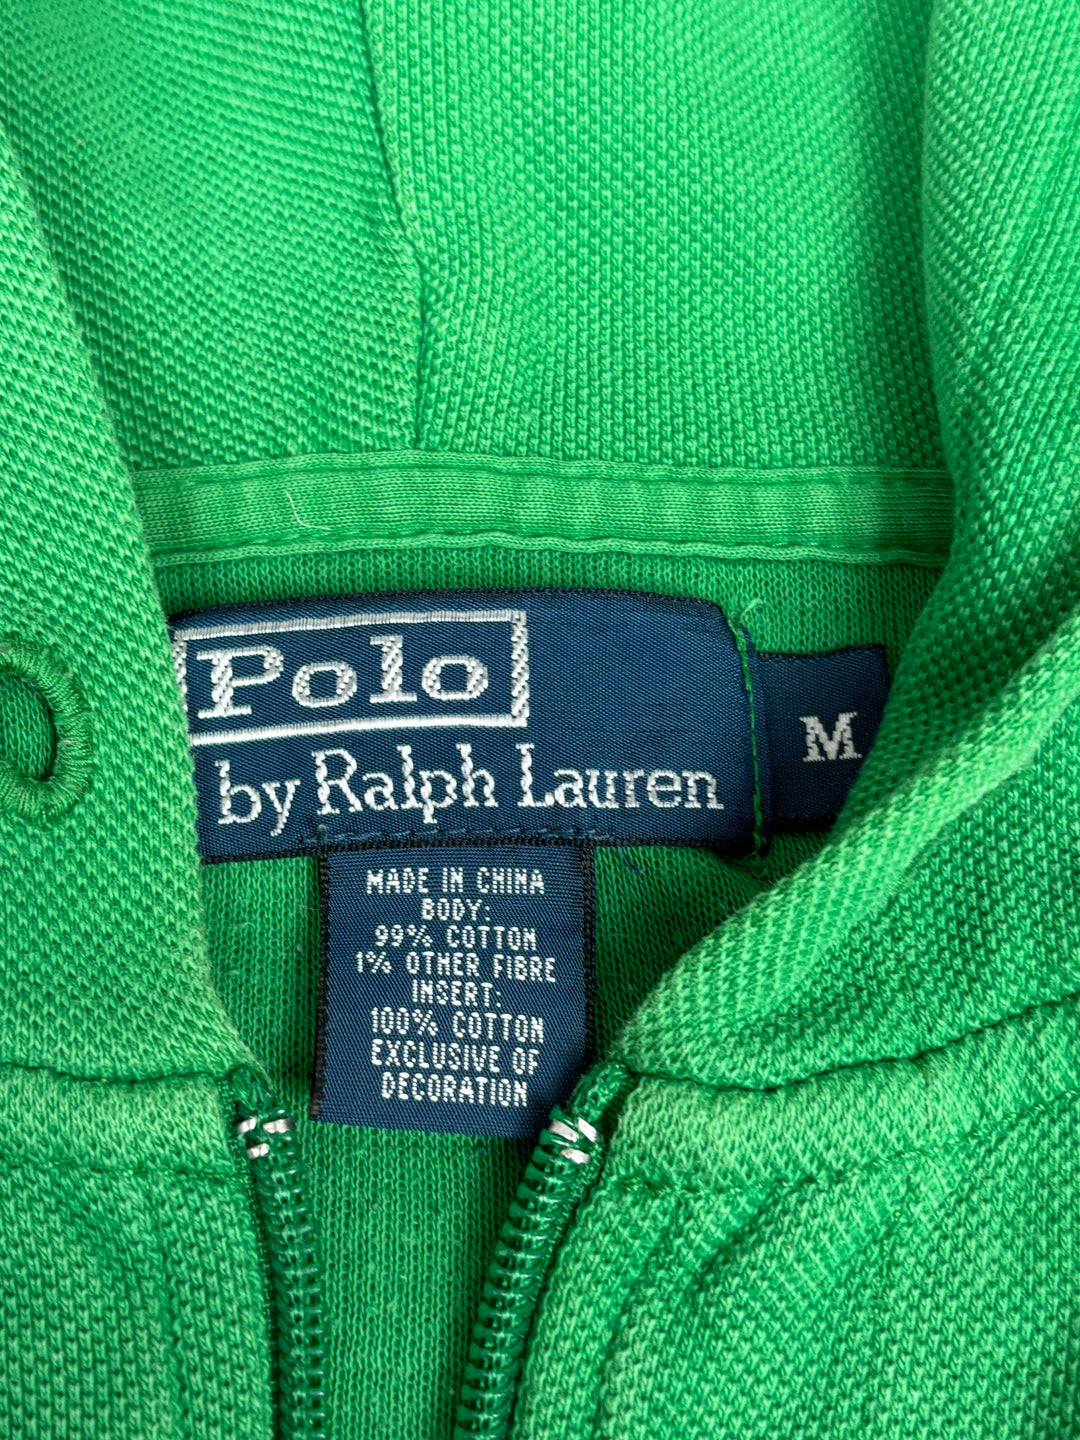 Polo
by Ralph Lauren
M
MADE IN CHINA
BODY:
99% COTTON
1% OTHER FIBRE
INSERT:
100% COTTON
EXCLUSIVE OF
DECORATION